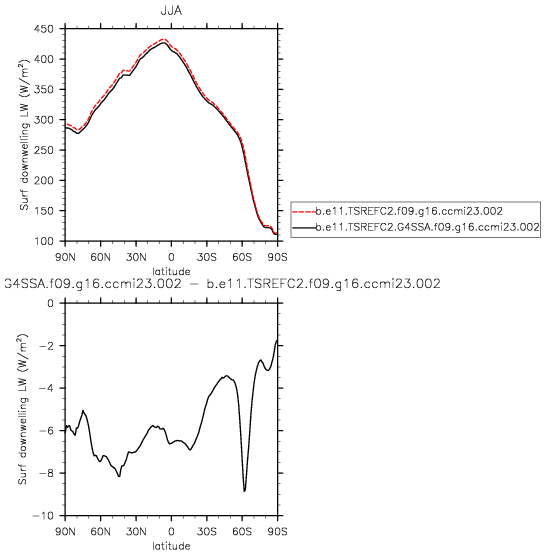 JJA
450
400
350
300
250
200
150
100
Surf downwelling LW (W/m²)
90N 60N 30N 0 30S 60S 90S
latitude
b.e11.TSREFC2.f09.g16.ccmi23.002
b.e11.TSREFC2.G4SSA.f09.g16.ccmi23.002
G4SSA.f09.g16.ccmi23.002 – b.e11.TSREFC2.f09.g16.ccmi23.002
0
-2
-4
-6
-8
-10
Surf downwelling LW (W/m²)
90N 60N 30N 0 30S 60S 90S
latitude